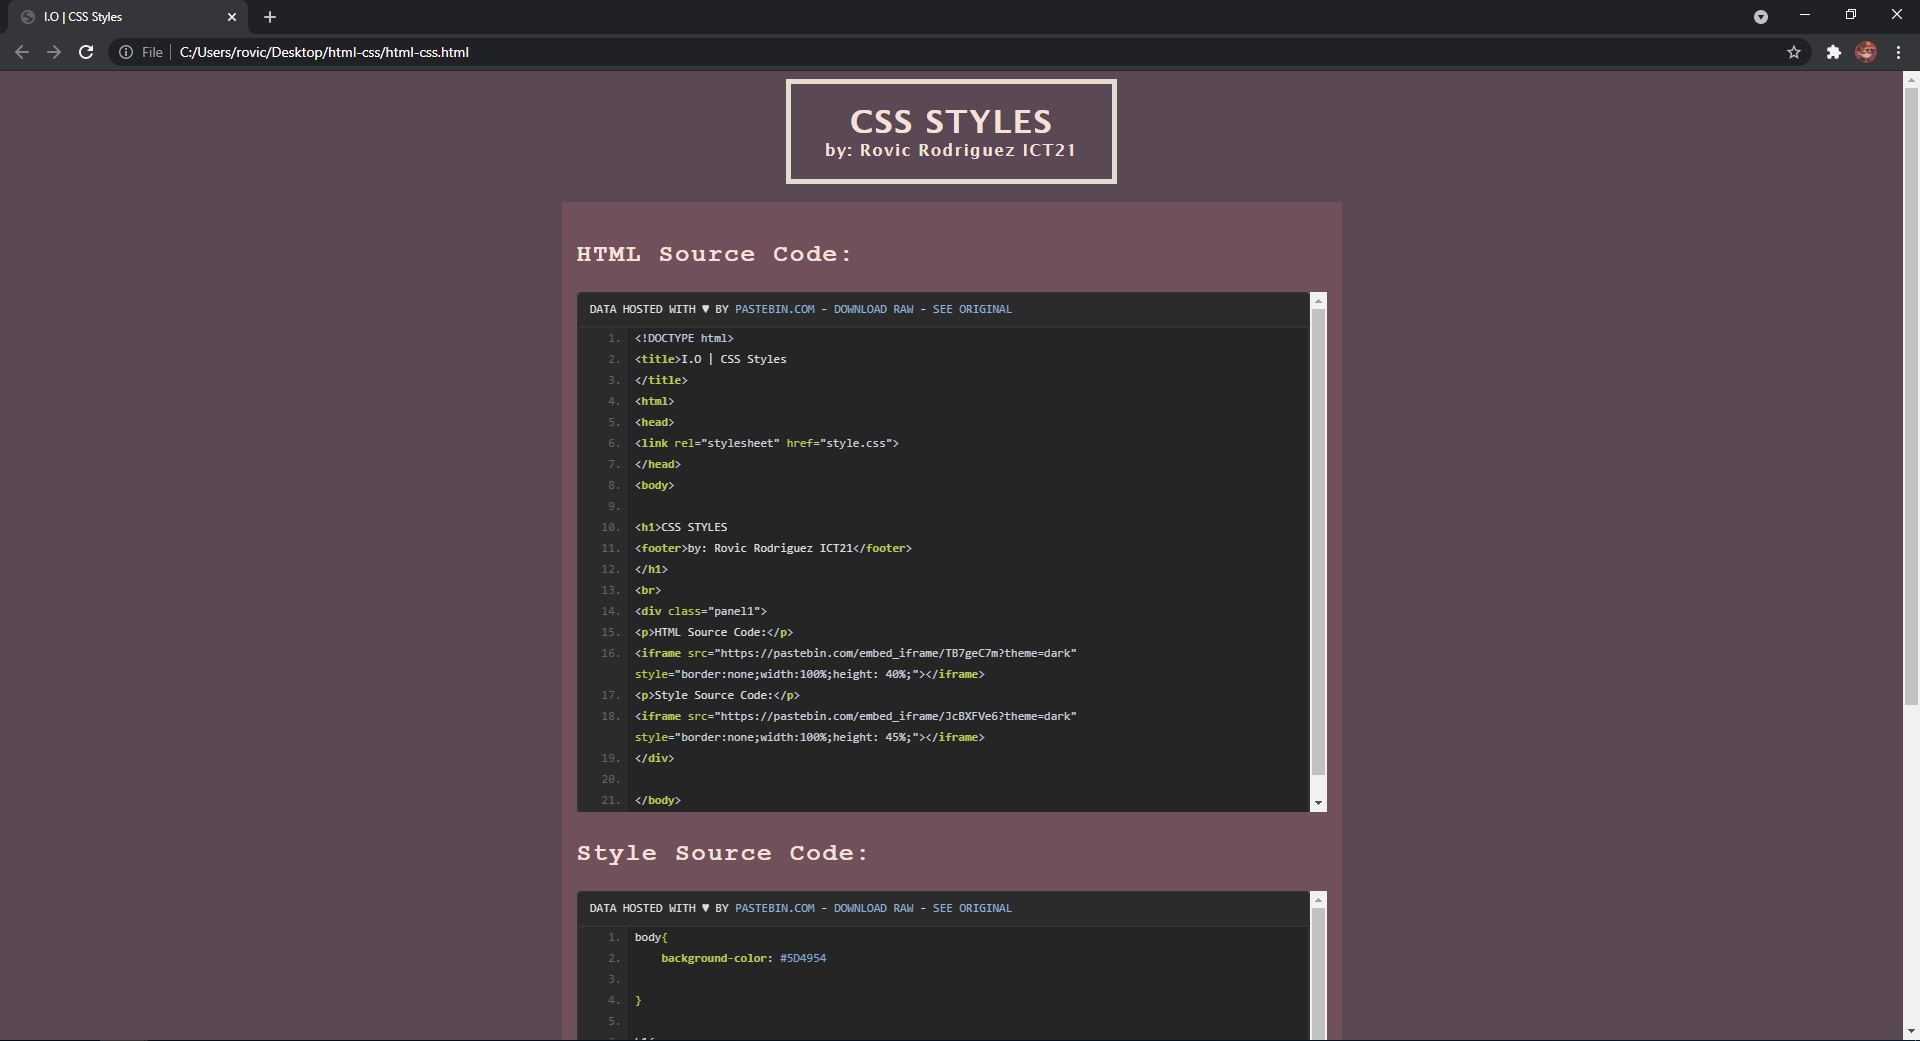 I.O | CSS Styles
File C:/Users/rovic/Desktop/html-css/html-css.html
CSS STYLES
by: Rovic Rodriguez ICT21
HTML Source Code:
DATA HOSTED WITH ♥ BY PASTEBIN.COM - DOWNLOAD RAW - SEE ORIGINAL
1. <!DOCTYPE html>
2. <title>I.O | CSS Styles
3. </title>
4. <html>
5. <head>
6. <link rel="stylesheet" href="style.css">
7. </head>
8. <body>
9.
10. <h1>CSS STYLES
11. <footer>by: Rovic Rodriguez ICT21</footer>
12. </h1>
13. <br>
14. <div class="panel1">
15. <p>HTML Source Code:</p>
16. <iframe src="https://pastebin.com/embed_iframe/TB7geC7m?theme=dark"
style="border:none;width:100%;height: 40%;"></iframe>
17. <p>Style Source Code:</p>
18. <iframe src="https://pastebin.com/embed_iframe/JcBXFVe6?theme=dark"
style="border:none;width:100%;height: 45%;"></iframe>
19. </div>
20.
21. </body>
Style Source Code:
DATA HOSTED WITH ♥ BY PASTEBIN.COM - DOWNLOAD RAW - SEE ORIGINAL
1. body{
2. background-color: #5D4954
3.
4. }
5.